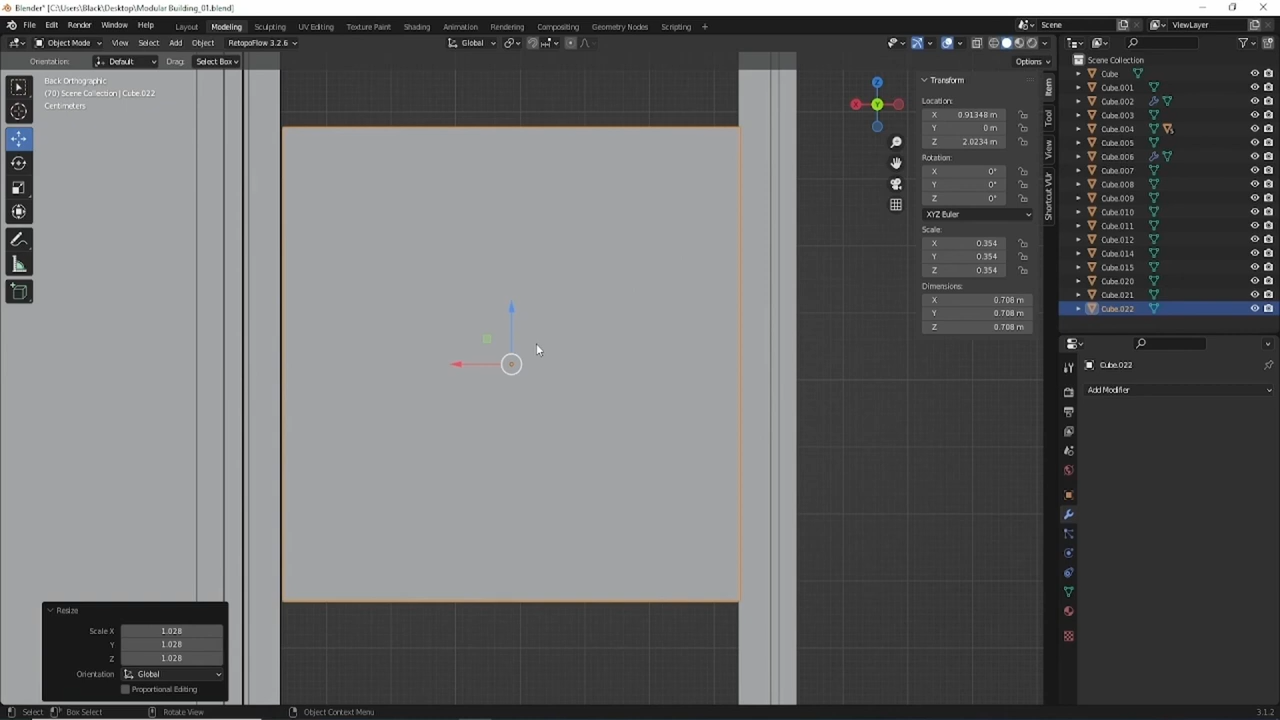 Blender* [C:\Users\Black\Desktop\Modular Building_01.blend]
File Edit Render Window Help Layout Modeling Sculpting UV Editing Texture Paint Shading Animation Rendering Compositing Geometry Nodes Scripting + Scene ViewLayer
Object Mode View Select Add Object RetopoFlow 3.2.6 Global
Orientation: Default Drag: Select Box Options
Back Orthographic
(70) Scene Collection | Cube.022
Centimeters
Z
X
Y
Transform
Location:
X 0.91348 m
Y 0 m
Z 2.0234 m
Rotation:
X 0°
Y 0°
Z 0°
XYZ Euler
Scale:
X 0.354
Y 0.354
Z 0.354
Dimensions:
X 0.708 m
Y 0.708 m
Z 0.708 m
Item
Tool
View
Shortcut VUr
Scene Collection
Cube
Cube.001
Cube.002
Cube.003
Cube.004
Cube.005
Cube.006
Cube.007
Cube.008
Cube.009
Cube.010
Cube.011
Cube.012
Cube.014
Cube.015
Cube.020
Cube.021
Cube.022
Cube.022
Add Modifier
Resize
Scale X 1.028
Y 1.028
Z 1.028
Orientation Global
Proportional Editing
Select Box Select Rotate View Object Context Menu 3.1.2